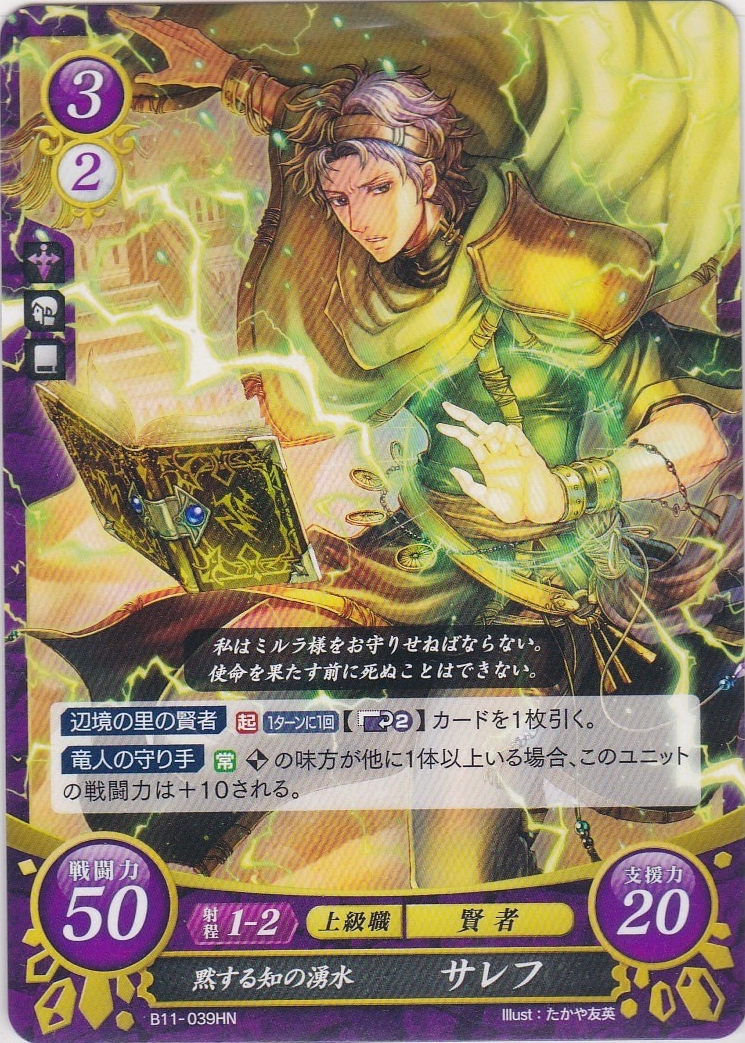 3
2
私はミルラ様をお守りせねばならない。
使命を果たす前に死ぬことはできない。
辺境の里の賢者 起 1ターンに1回 【2】カードを1枚引く。
竜人の守り手 常 の味方が他に1体以上いる場合、このユニット
の戦闘力は+10される。
戦闘力 50
射程 1-2 上級職 賢者
支援力 20
黙する知の湧水 サレフ
B11-039HN Illust:たかや友英